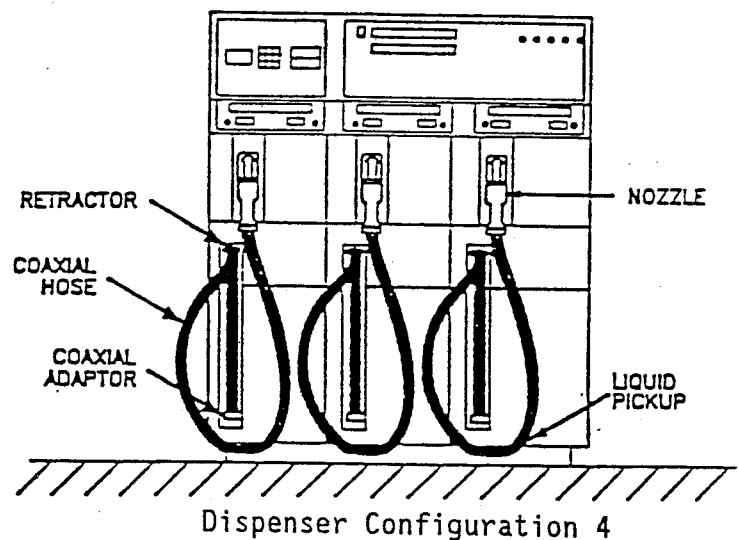 RETRACTOR
NOZZLE
COAXIAL
HOSE
COAXIAL
ADAPTOR
LIQUID
PICKUP
Dispenser Configuration 4